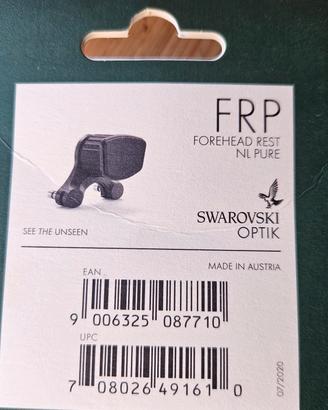 FRP
FOREHEAD REST
NL PURE
SWAROVSKI
OPTIK
SEE THE UNSEEN
MADE IN AUSTRIA
EAN
9 006325 087710
UPC
7 08026 49161 0
07/2020